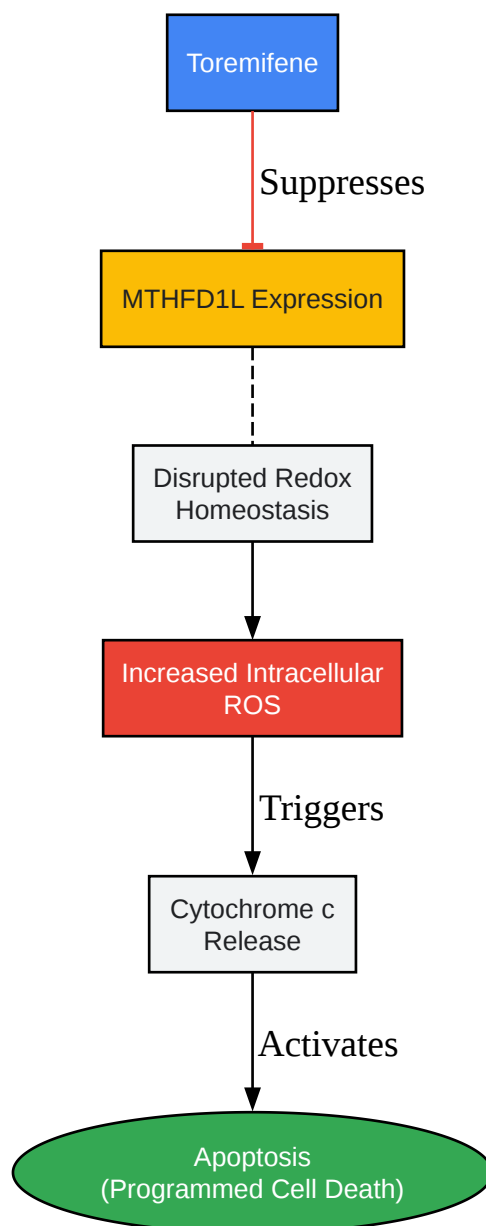 Toremifene
Suppresses
MTHFD1L Expression
Disrupted Redox
Homeostasis
Increased Intracellular
ROS
Triggers
Cytochrome c
Release
Activates
Apoptosis
(Programmed Cell Death)